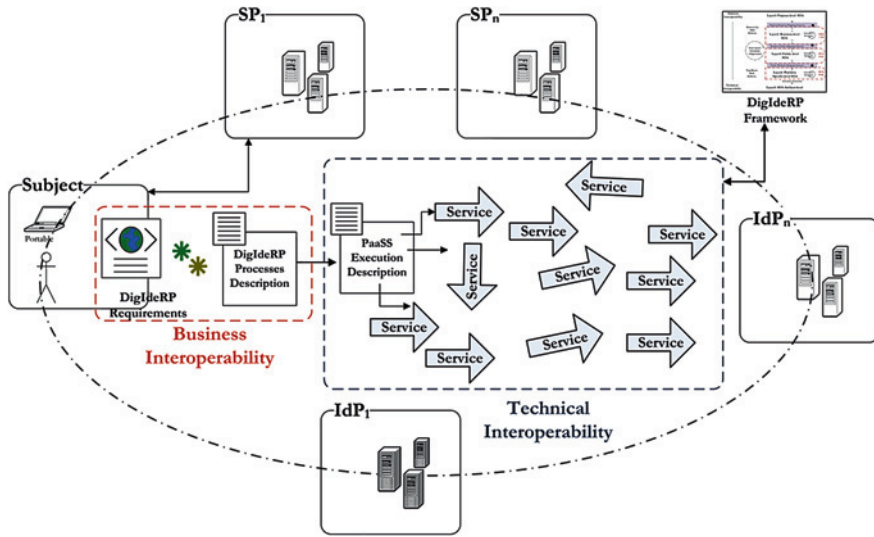 SP1
SPn
DigIdeRP
Framework
Subject
Portable
DigIdeRP
Requirements
DigIdeRP
Processes
Description
Business
Interoperability
PaaSS
Execution
Description
Service
Service
Service
Service
Service
Service
Service
Service
Service
Service
Service
Technical
Interoperability
IdPn
IdP1